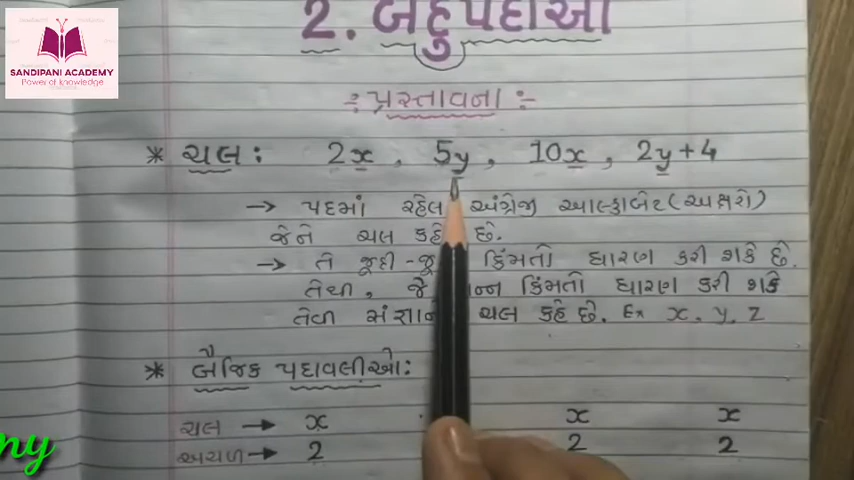 SANDIPANI ACADEMY
Power of knowledge
2. બહુપદીઓ
÷ પ્રસ્તાવના ÷
* ચલ : 2x , 5y , 10x , 2y+4
→ પદમાં રહેલ અંગ્રેજી આલ્ફાબેટ(અક્ષરો)
જેને ચલ કહે છે.
→ તે જૂદી - કિંમતો ધારણ કરી શકે છે.
તેથી , જે કિંમતો ધારણ કરી શકે
તેવી સંજ્ઞાને ચલ કહે છે. Ex x, y, z
* બૈજિક પદાવલીઓ:
ચલ → x x x
અચળ → 2 2 2
my